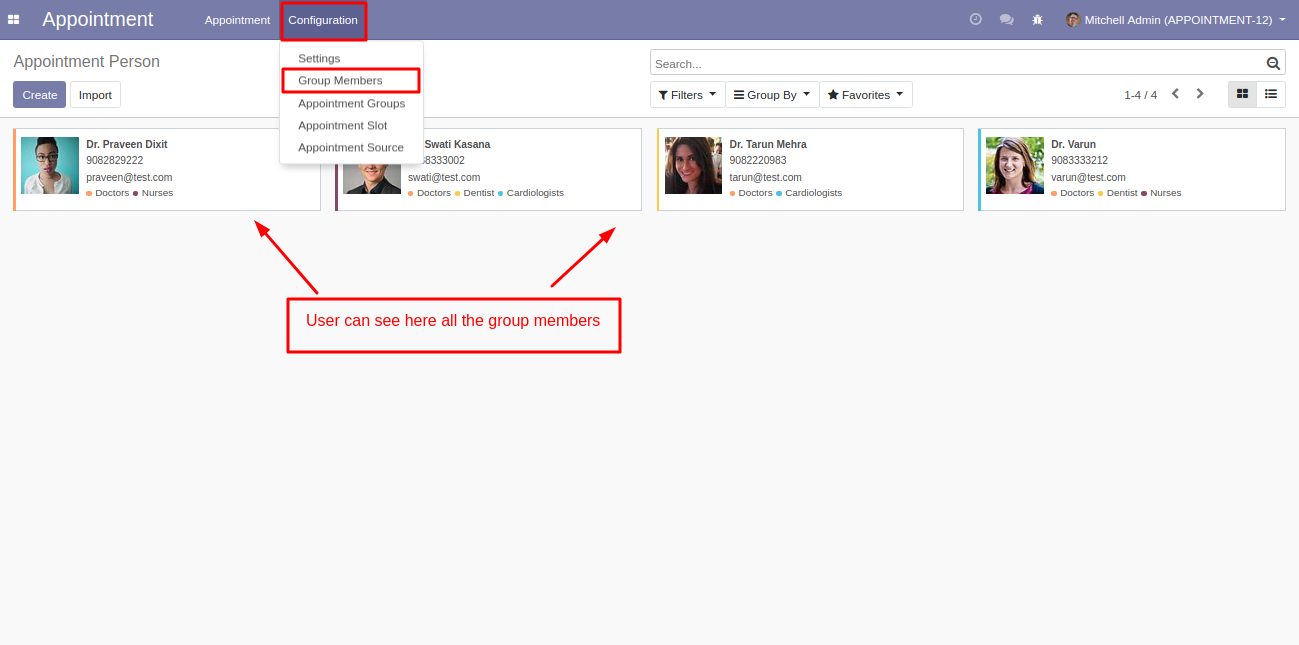 Appointment Appointment Configuration Mitchell Admin (APPOINTMENT-12)
Appointment Person
Search...
Create Import
Filters Group By Favorites 1-4 / 4
Settings
Group Members
Appointment Groups
Appointment Slot
Appointment Source
Dr. Praveen Dixit
9082829222
praveen@test.com
Doctors Nurses
Swati Kasana
8333002
swati@test.com
Doctors Dentist Cardiologists
Dr. Tarun Mehra
9082220983
tarun@test.com
Doctors Cardiologists
Dr. Varun
9083333212
varun@test.com
Doctors Dentist Nurses
User can see here all the group members